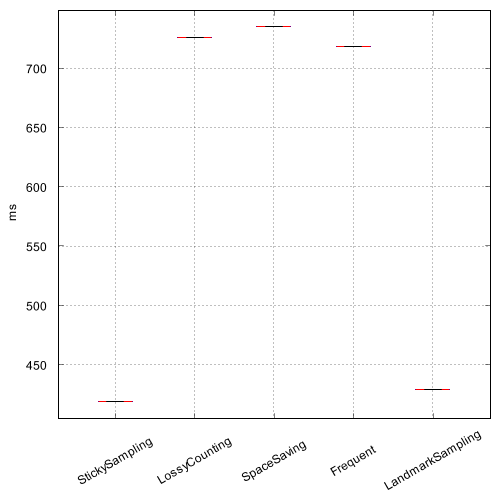 700
650
600
ms
550
500
450
StickySampling
LossyCounting
SpaceSaving
Frequent
LandmarkSampling